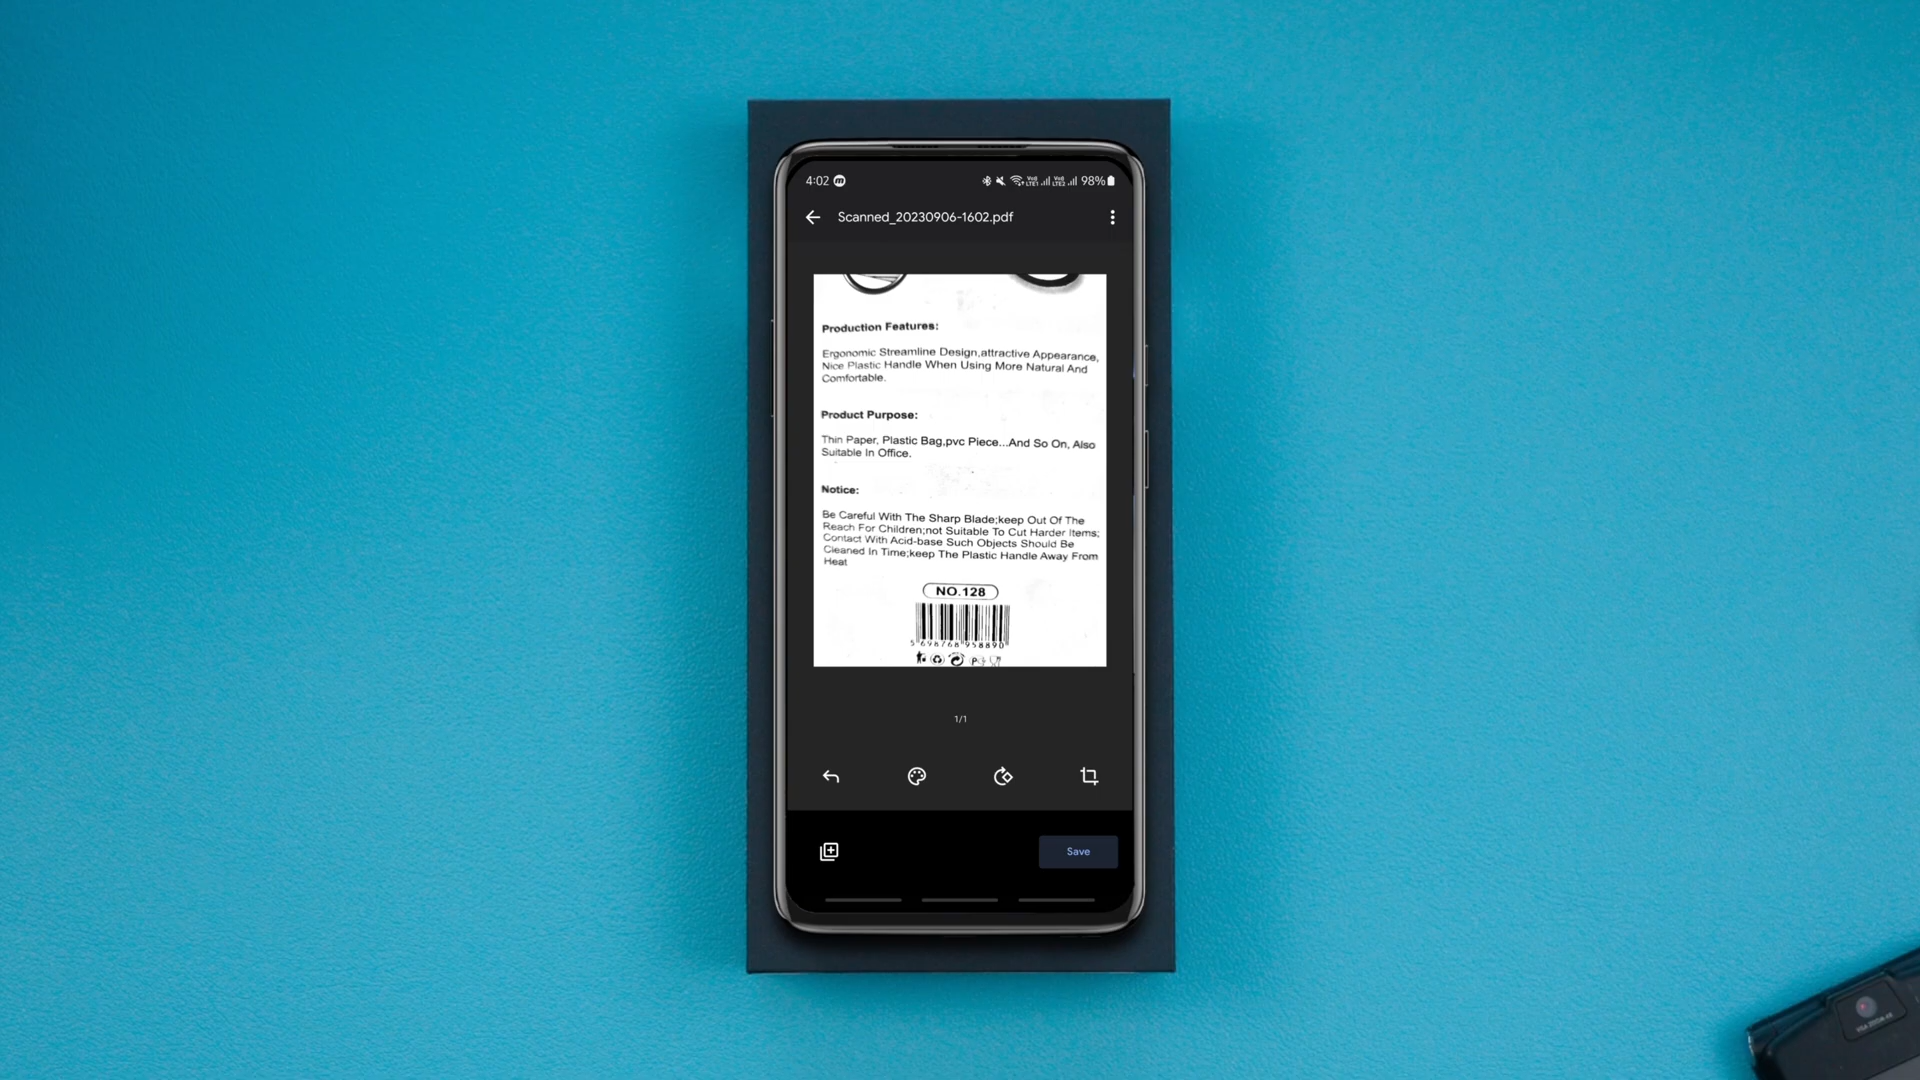 4:02 98%
Scanned_20230906-1602.pdf
Production Features:
Ergonomic Streamline Design,attractive Appearance,
Nice Plastic Handle When Using More Natural And
Comfortable.
Product Purpose:
Thin Paper, Plastic Bag,pvc Piece...And So On, Also
Suitable In Office.
Notice:
Be Careful With The Sharp Blade;keep Out Of The
Reach For Children;not Suitable To Cut Harder Items;
Contact With Acid-base Such Objects Should Be
Cleaned In Time;keep The Plastic Handle Away From
Heat
NO.128
5 698768 958890
1/1
Save